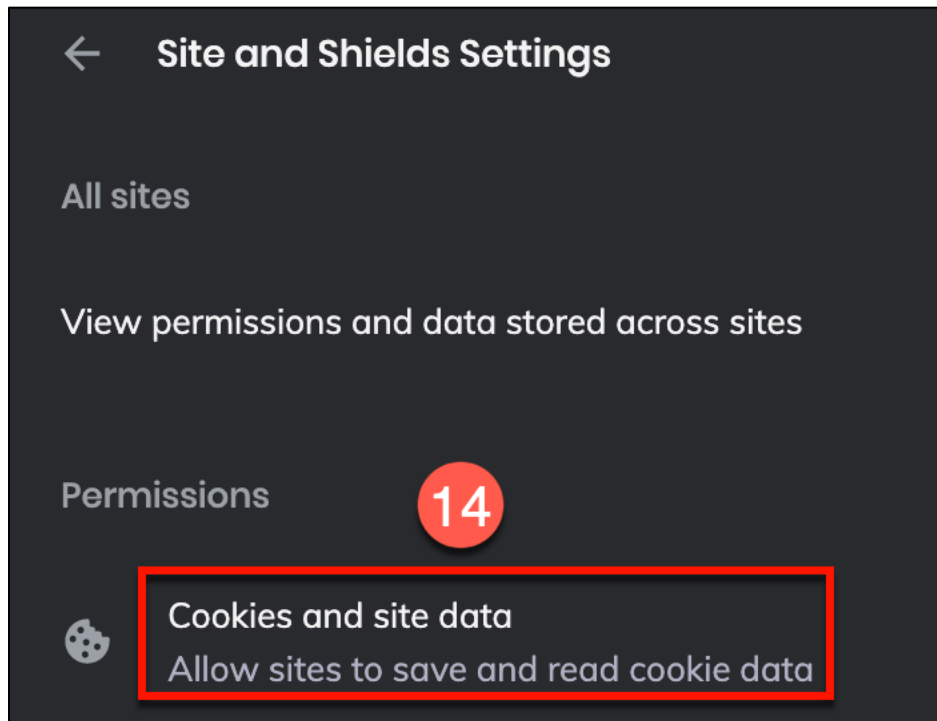 Site and Shields Settings
All sites
View permissions and data stored across sites
Permissions
14
Cookies and site data
Allow sites to save and read cookie data